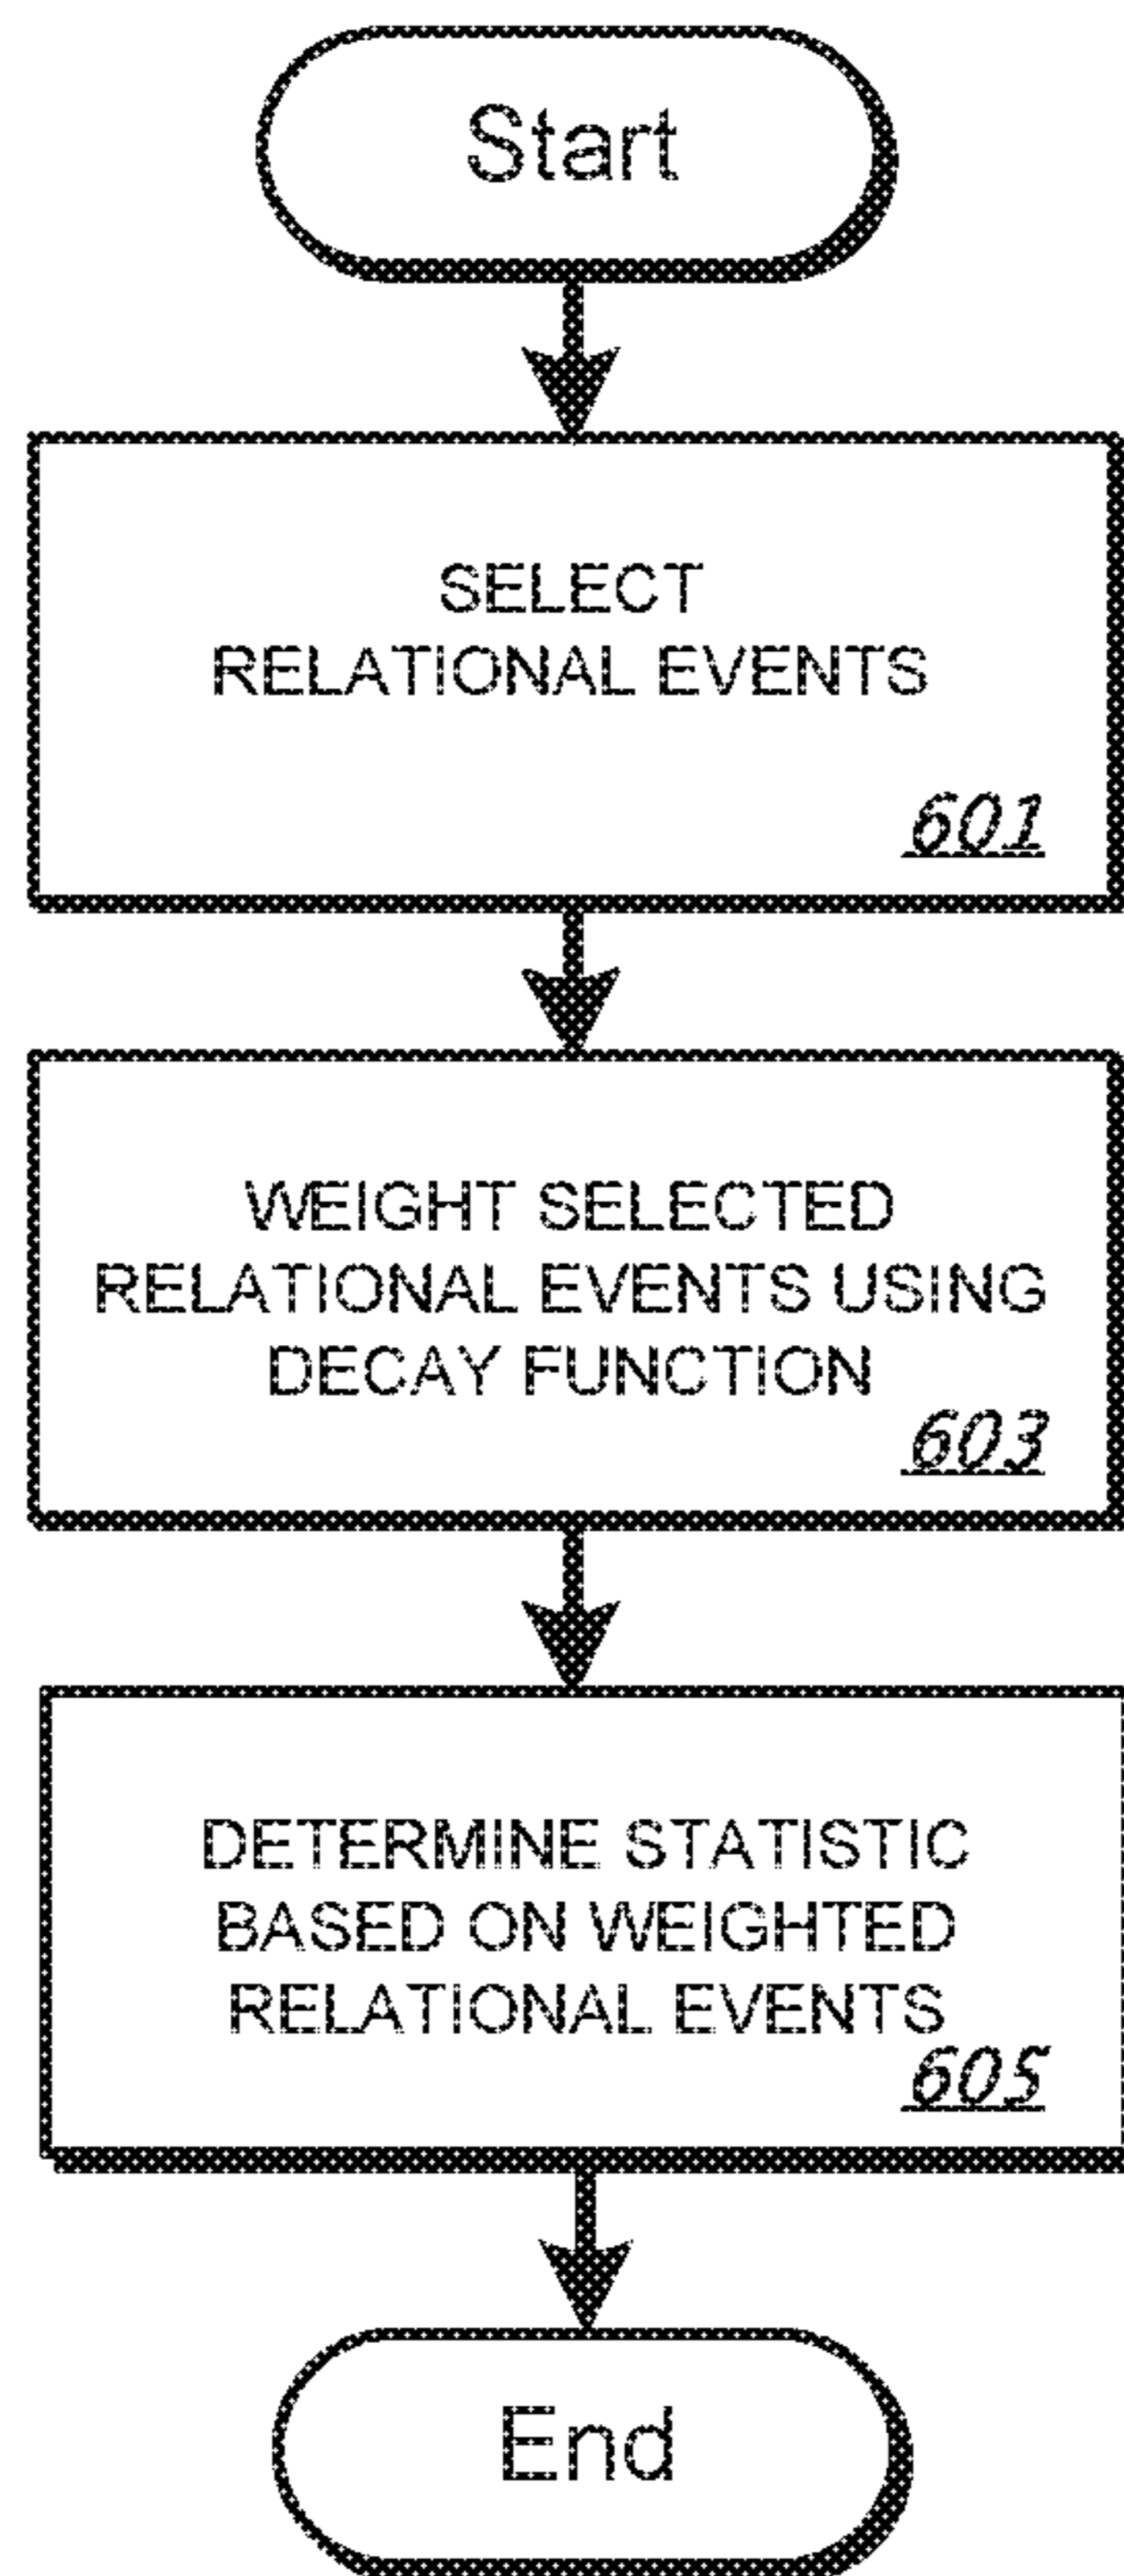 Start
SELECT
RELATIONAL EVENTS
601
WEIGHT SELECTED
RELATIONAL EVENTS USING
DECAY FUNCTION
603
DETERMINE STATISTIC
BASED ON WEIGHTED
RELATIONAL EVENTS
605
End